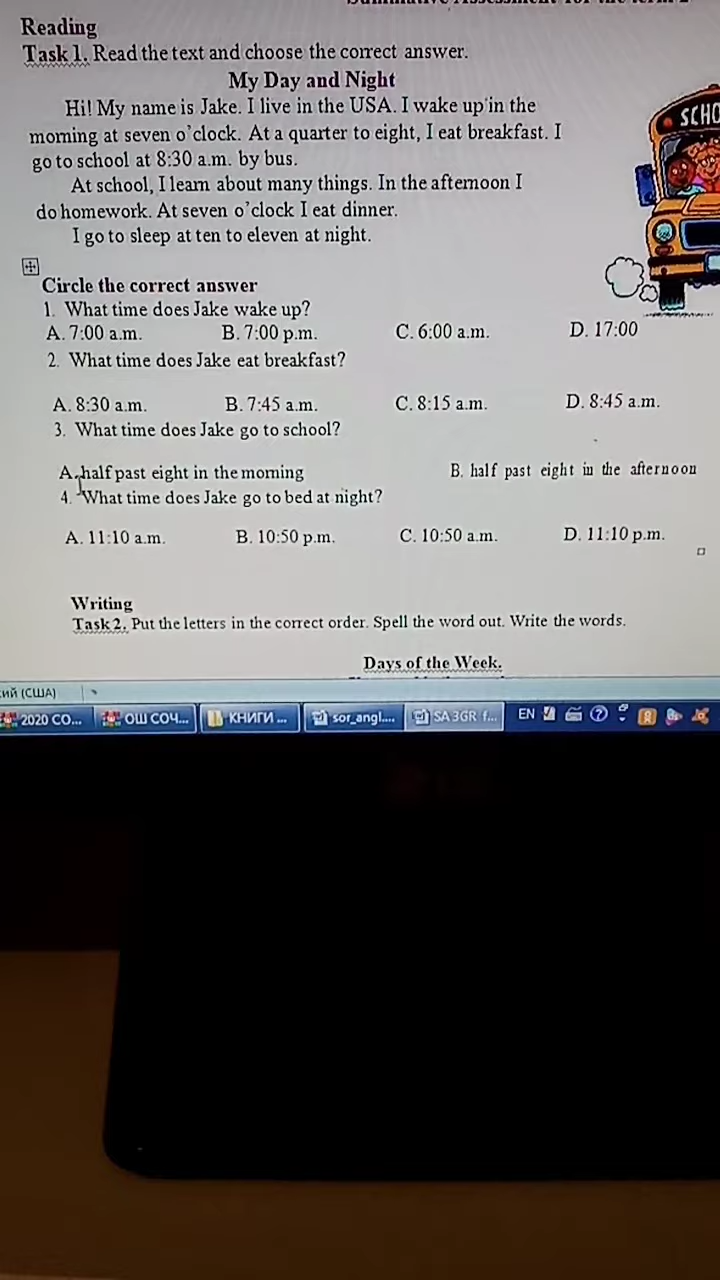 Summative Assessment for the term 2
Reading
Task 1. Read the text and choose the correct answer.
My Day and Night
Hi! My name is Jake. I live in the USA. I wake up in the
morning at seven o'clock. At a quarter to eight, I eat breakfast. I
go to school at 8:30 a.m. by bus.
At school, I learn about many things. In the afternoon I
do homework. At seven o'clock I eat dinner.
I go to sleep at ten to eleven at night.
SCHO
Circle the correct answer
1. What time does Jake wake up?
A. 7:00 a.m. B. 7:00 p.m. C. 6:00 a.m. D. 17:00
2. What time does Jake eat breakfast?
A. 8:30 a.m. B. 7:45 a.m. C. 8:15 a.m. D. 8:45 a.m.
3. What time does Jake go to school?
A. half past eight in the morning B. half past eight in the afternoon
4. What time does Jake go to bed at night?
A. 11:10 a.m. B. 10:50 p.m. C. 10:50 a.m. D. 11:10 p.m.
Writing
Task 2. Put the letters in the correct order. Spell the word out. Write the words.
Days of the Week.
ий (США)
2020 СО... ОШ СОЧ... КНИГИ ... sor_angl.... SA 3GR f... EN